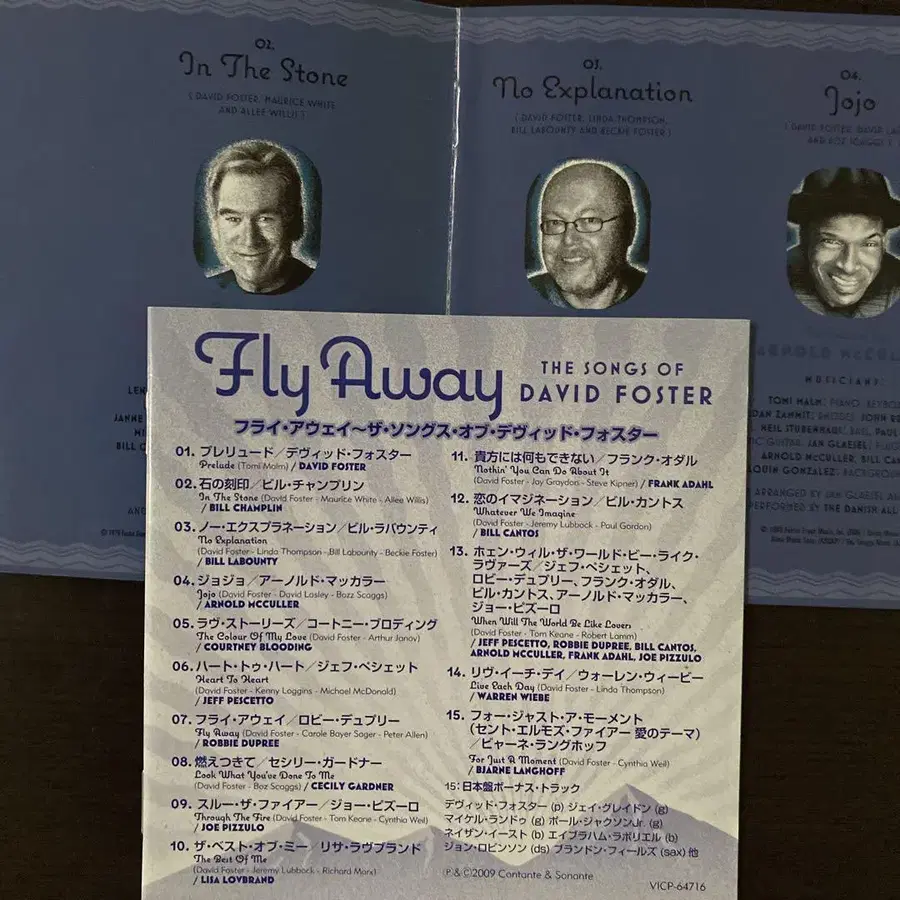 02.
In The Stone
( DAVID FOSTER, MAURICE WHITE
AND ALLEE WILLIS )
03.
No Explanation
( DAVID FOSTER, LINDA THOMPSON,
BILL LABOUNTY AND BECKIE FOSTER )
04.
Jojo
( DAVID FOSTER, DAVID
AND BOZ
MUSICIANS:
TOMI MALM: PIANO,
ZAMMIT:
NEIL STUBENHAUS:
JAN GLAESEL:
ARNOLD MCCULLER, BILL
GONZALEZ:
ARRANGED BY JAN GLAESEL
PERFORMED BY THE DANISH ALL
JANNE
BILL
Fly Away
THE SONGS OF
DAVID FOSTER
フライ・アウェイ〜ザ・ソングス・オブ・デヴィッド・フォスター
01. プレリュード／デヴィッド・フォスター
Prelude (Tomi Malm) / DAVID FOSTER
02. 石の刻印／ビル・チャンプリン
In The Stone (David Foster - Maurice White - Allee Willis)
/ BILL CHAMPLIN
03. ノー・エクスプラネーション／ビル・ラバウンティ
No Explanation
(David Foster - Linda Thompson - Bill Labounty - Beckie Foster)
/ BILL LABOUNTY
04. ジョジョ／アーノルド・マッカラー
Jojo (David Foster - David Lasley - Bozz Scaggs)
/ ARNOLD MCCULLER
05. ラヴ・ストーリーズ／コートニー・ブロディング
The Colour Of My Love (David Foster - Arthur Janov)
/ COURTNEY BLOODING
06. ハート・トゥ・ハート／ジェフ・ペシェット
Heart To Heart
(David Foster - Kenny Loggins - Michael McDonald)
/ JEFF PESCETTO
07. フライ・アウェイ／ロビー・デュプリー
Fly Away (David Foster - Carole Bayer Sager - Peter Allen)
/ ROBBIE DUPREE
08. 燃えつきて／セシリー・ガードナー
Look What You've Done To Me
(David Foster - Boz Scaggs) / CECILY GARDNER
09. スルー・ザ・ファイアー／ジョー・ピズーロ
Through The Fire (David Foster - Tom Keane - Cynthia Weil)
/ JOE PIZZULO
10. ザ・ベスト・オブ・ミー／リサ・ラヴブランド
The Best Of Me
(David Foster - Jeremy Lubbock - Richard Marx)
/ LISA LOVBRAND
11. 貴方には何もできない／フランク・オダル
Nothin' You Can Do About It
(David Foster - Jay Graydon - Steve Kipner) / FRANK ADAHL
12. 恋のイマジネーション／ビル・カントス
Whatever We Imagine
(David Foster - Jeremy Lubbock - Paul Gordon)
/ BILL CANTOS
13. ホェン・ウィル・ザ・ワールド・ビー・ライク・
ラヴァーズ／ジェフ・ペシェット、
ロビー・デュプリー、フランク・オダル、
ビル・カントス、アーノルド・マッカラー、
ジョー・ピズーロ
When Will The World Be Like Lovers
(David Foster - Tom Keane - Robert Lamm)
/ JEFF PESCETTO, ROBBIE DUPREE, BILL CANTOS,
ARNOLD MCCULLER, FRANK ADAHL, JOE PIZZULO
14. リヴ・イーチ・デイ／ウォーレン・ウィービー
Live Each Day (David Foster - Linda Thompson)
/ WARREN WIEBE
15. フォー・ジャスト・ア・モーメント
(セント・エルモズ・ファイアー 愛のテーマ)
／ビャーネ・ラングホッフ
For Just A Moment (David Foster - Cynthia Weil)
/ BJARNE LANGHOFF
15:日本盤ボーナス・トラック
デヴィッド・フォスター (p) ジェイ・グレイドン (g)
マイケル・ランドゥ (g) ポール・ジャクソンJr. (g)
ネイザン・イースト (b) エイブラハム・ラボリエル (b)
ジョン・ロビンソン (ds) ブランドン・フィールズ (sax) 他
℗ & ©2009 Contante & Sonante
VICP-64716